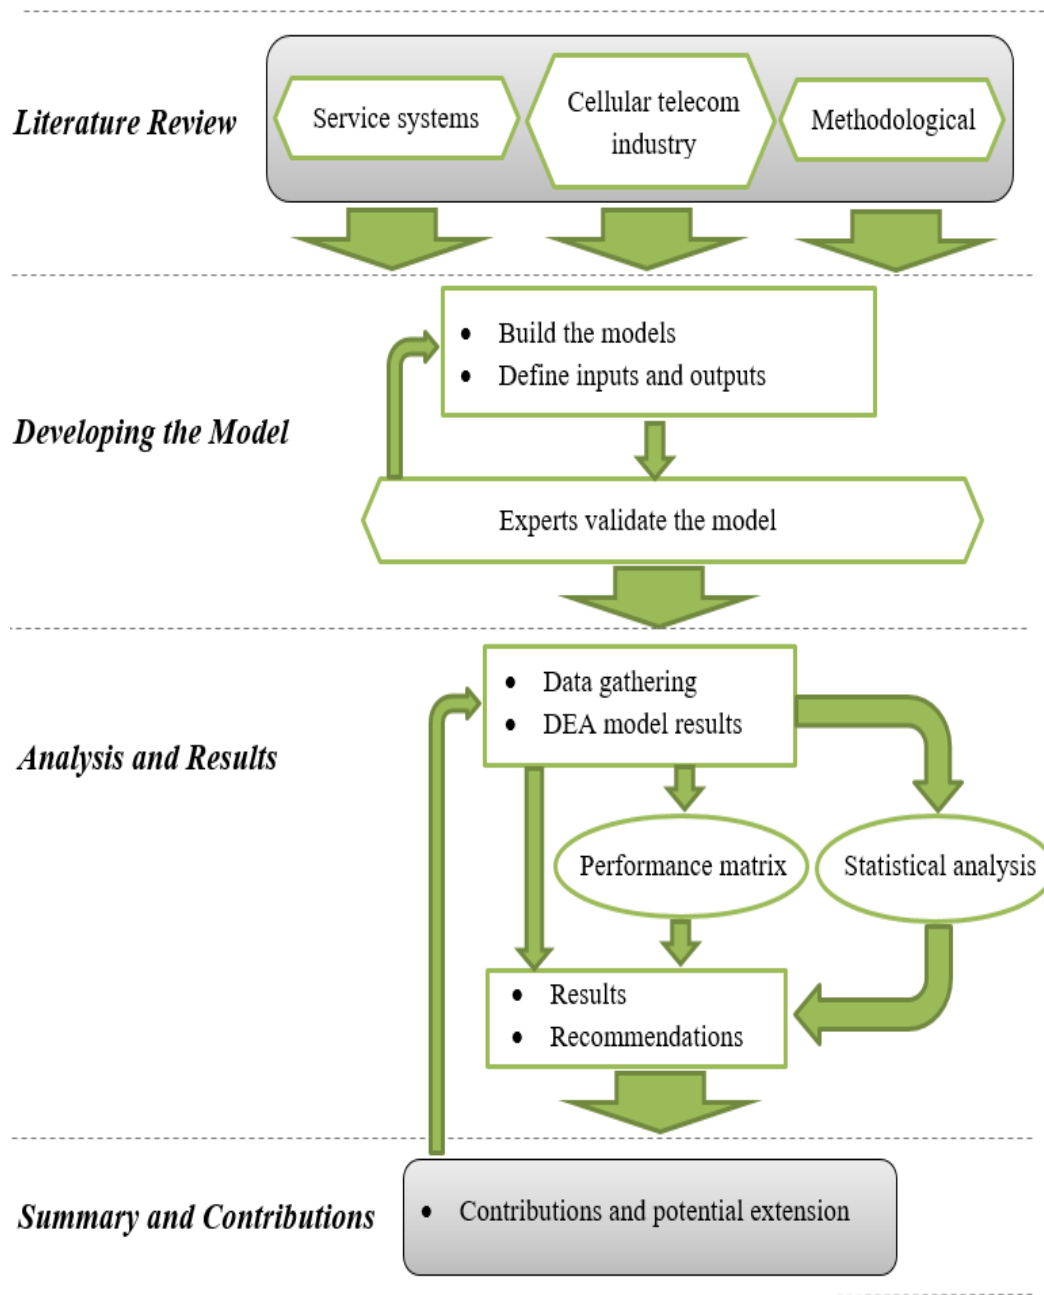 Literature Review
Service systems
Cellular telecom
industry
Methodological
Developing the Model
• Build the models
• Define inputs and outputs
Experts validate the model
Analysis and Results
• Data gathering
• DEA model results
Performance matrix
Statistical analysis
• Results
• Recommendations
Summary and Contributions
• Contributions and potential extension